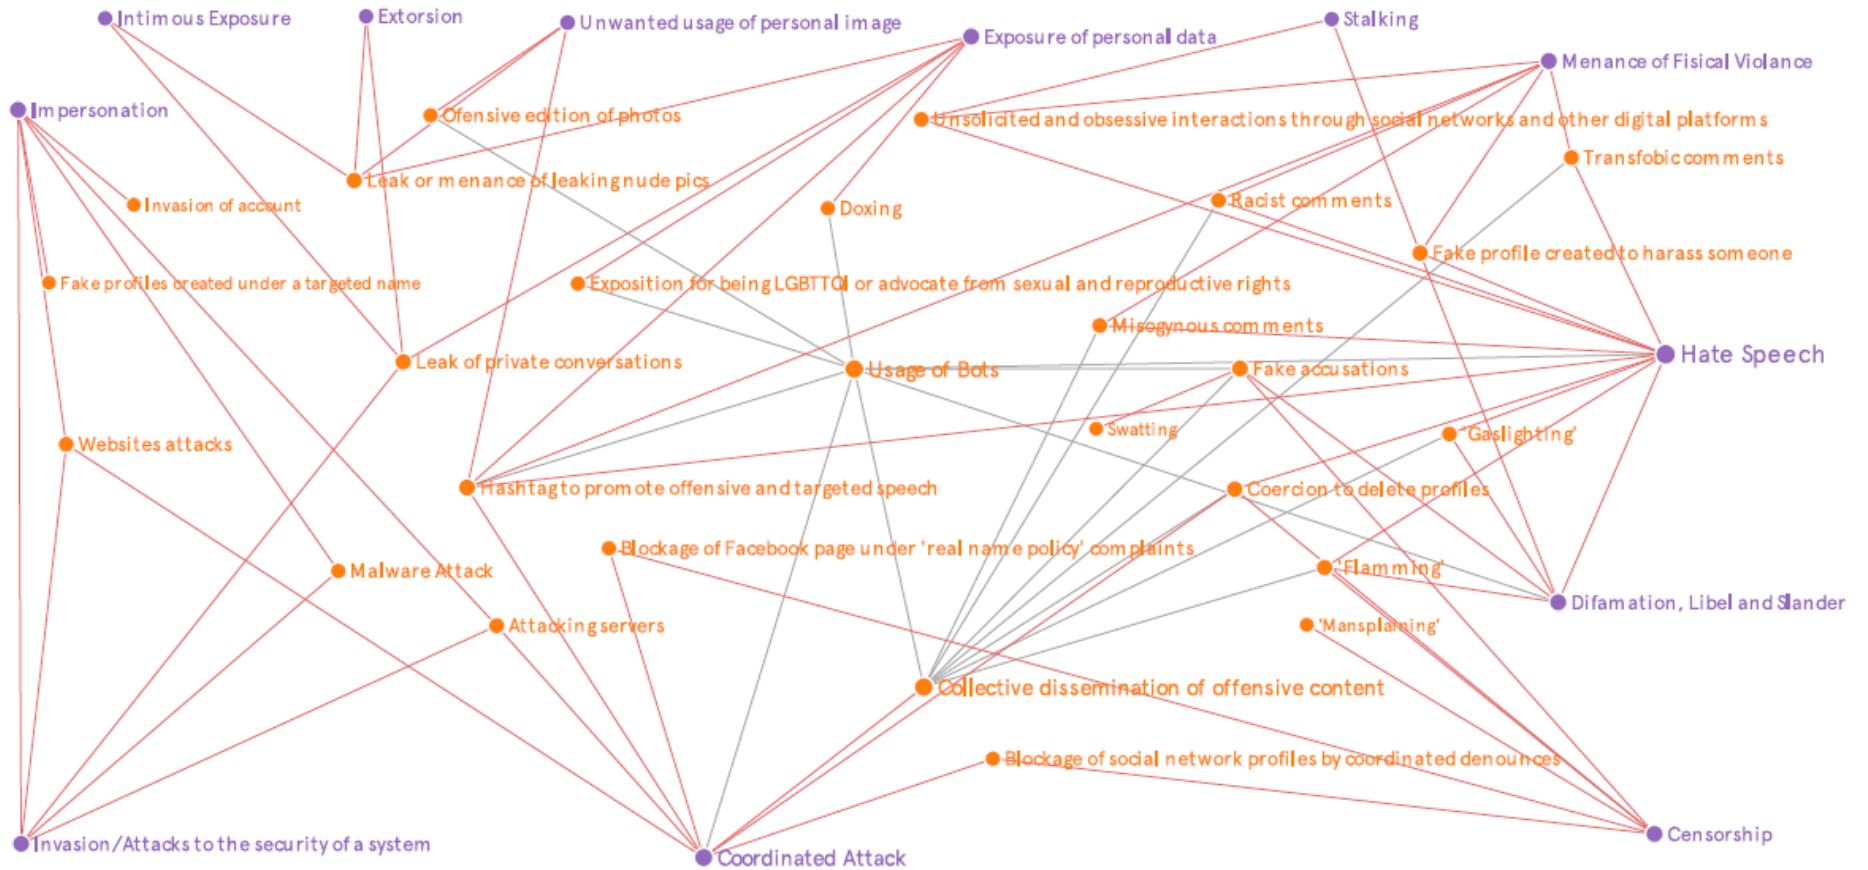 Intimous Exposure
Extorsion
Unwanted usage of personal image
Exposure of personal data
Stalking
Menance of Fisical Violance
Impersonation
Ofensive edition of photos
Unsolicited and obsessive interactions through social networks and other digital platforms
Transfobic comments
Leak or menance of leaking nude pics
Invasion of account
Doxing
Racist comments
Fake profile created to harass someone
Fake profiles created under a targeted name
Exposition for being LGBTTQI or advocate from sexual and reproductive rights
Misogynous comments
Hate Speech
Leak of private conversations
Usage of Bots
Fake accusations
Swatting
'Gaslighting'
Websites attacks
Hashtag to promote offensive and targeted speech
Coercion to delete profiles
Blockage of Facebook page under 'real name policy' complaints
Malware Attack
'Flamming'
Difamation, Libel and Slander
Attacking servers
'Mansplaining'
Collective dissemination of offensive content
Blockage of social network profiles by coordinated denounces
Censorship
Invasion/Attacks to the security of a system
Coordinated Attack